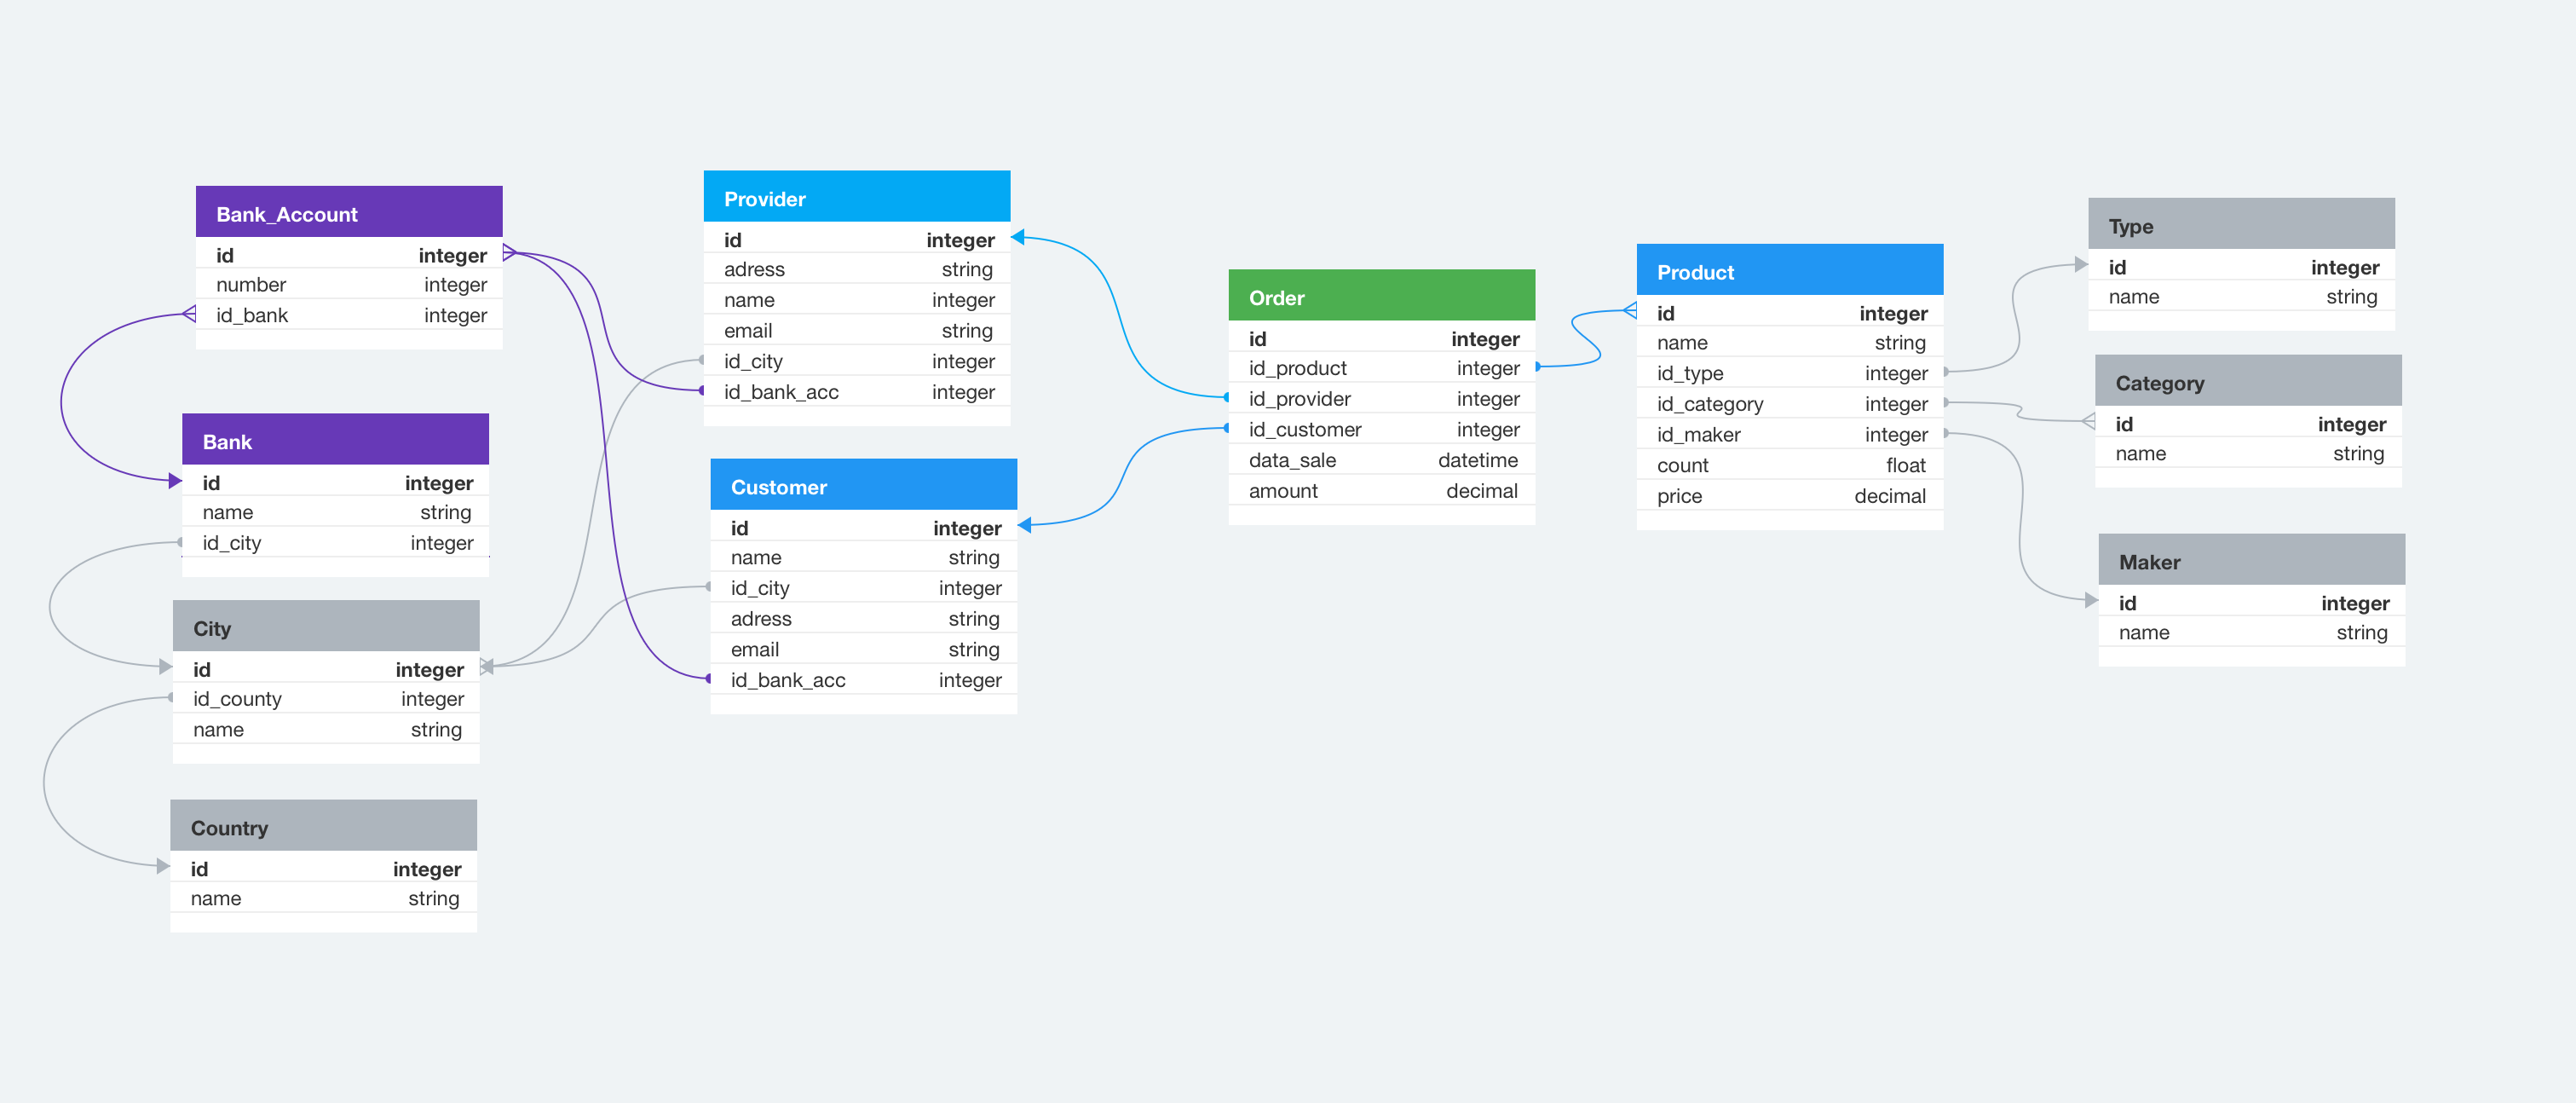 Bank_Account
id integer
number integer
id_bank integer
Bank
id integer
name string
id_city integer
City
id integer
id_county integer
name string
Country
id integer
name string
Provider
id integer
adress string
name integer
email string
id_city integer
id_bank_acc integer
Customer
id integer
name string
id_city integer
adress string
email string
id_bank_acc integer
Order
id integer
id_product integer
id_provider integer
id_customer integer
data_sale datetime
amount decimal
Product
id integer
name string
id_type integer
id_category integer
id_maker integer
count float
price decimal
Type
id integer
name string
Category
id integer
name string
Maker
id integer
name string